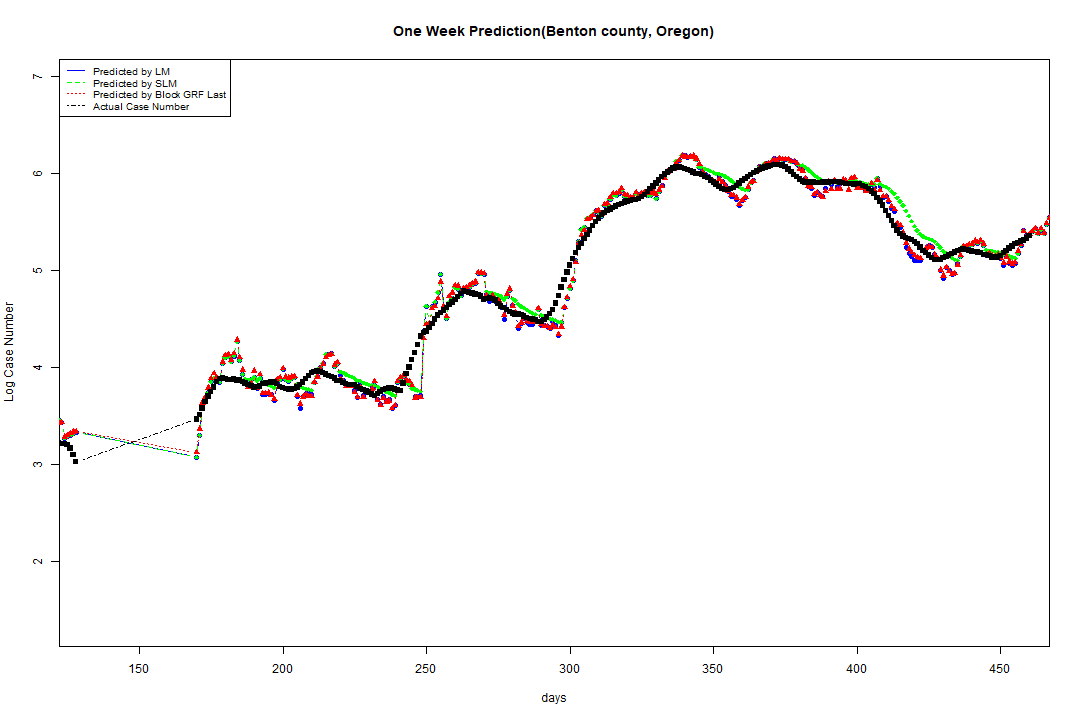 One Week Prediction(Benton county, Oregon)
Predicted by LM
Predicted by SLM
Predicted by Block GRF Last
Actual Case Number
7
6
5
4
3
2
Log Case Number
150 200 250 300 350 400 450
days